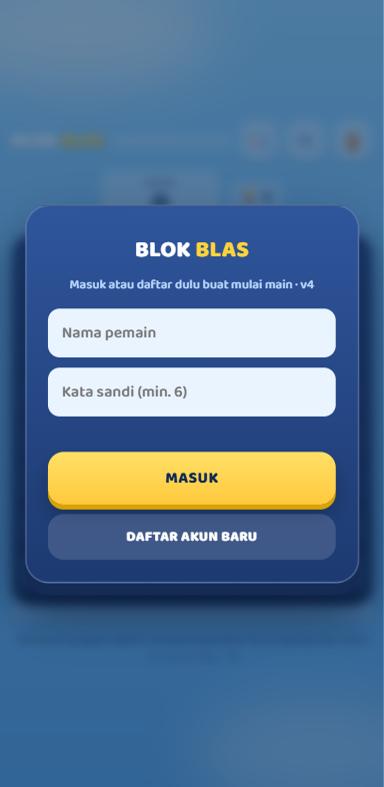 BLOK BLAS
Masuk atau daftar dulu buat mulai main · v4
Nama pemain
Kata sandi (min. 6)
MASUK
DAFTAR AKUN BARU